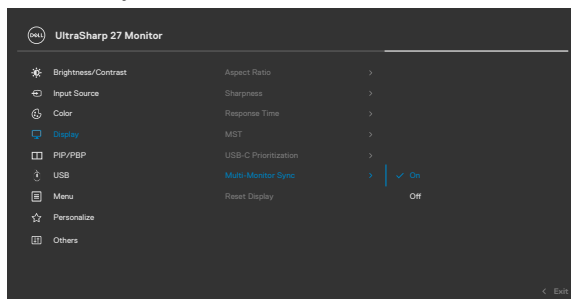 DELL UltraSharp 27 Monitor
Brightness/Contrast Aspect Ratio >
Input Source Sharpness >
Color Response Time >
Display MST >
PIP/PBP USB-C Prioritization >
USB Multi-Monitor Sync > ✓ On
Menu Reset Display Off
Personalize
Others
< Exit